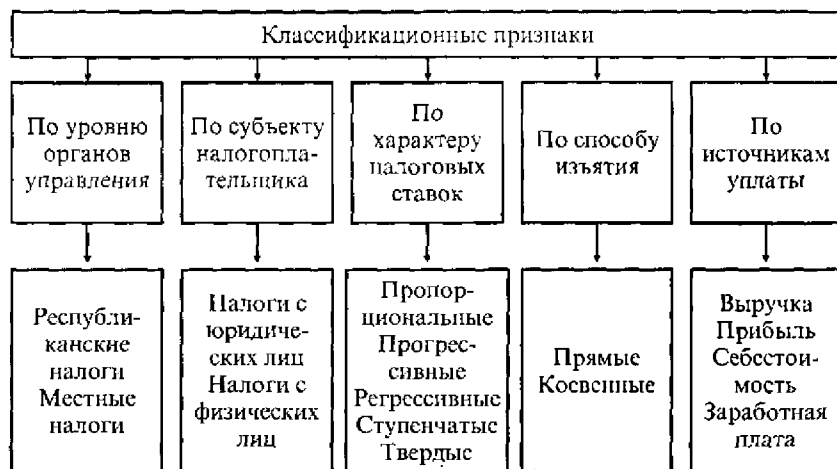 Классификационные признаки
По уровню
органов
управления
По субъекту
налогопла-
тельщика
По
характеру
налоговых
ставок
По способу
изъятия
По
источникам
уплаты
Республи-
канские
налоги
Местные
налоги
Налоги с
юридиче-
ских лиц
Налоги с
физических
лиц
Пропор-
циональные
Прогрес-
сивные
Регрессивные
Ступенчатые
Твердые
Прямые
Косвенные
Выручка
Прибыль
Себестои-
мость
Заработная
плата